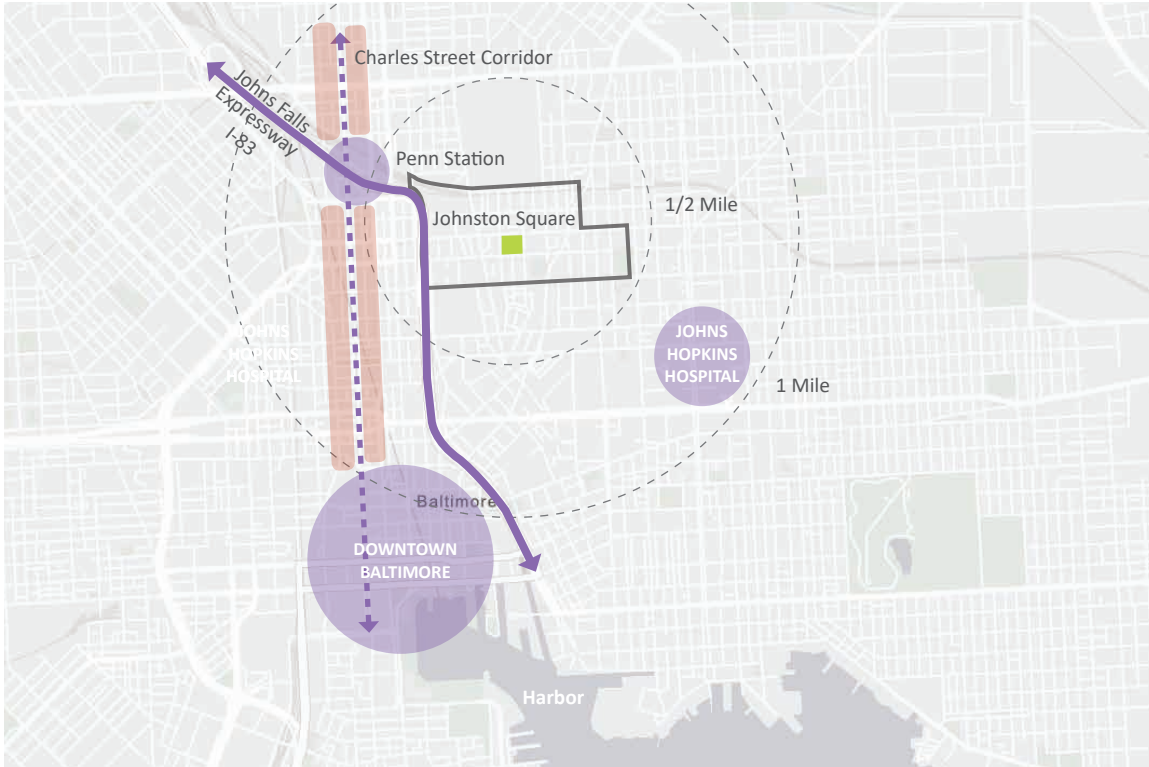 Charles Street Corridor
Johns Falls
Expressway
I-83
Penn Station
1/2 Mile
Johnston Square
JOHNS
HOPKINS
HOSPITAL
JOHNS
HOPKINS
HOSPITAL
1 Mile
Baltimore
DOWNTOWN
BALTIMORE
Harbor